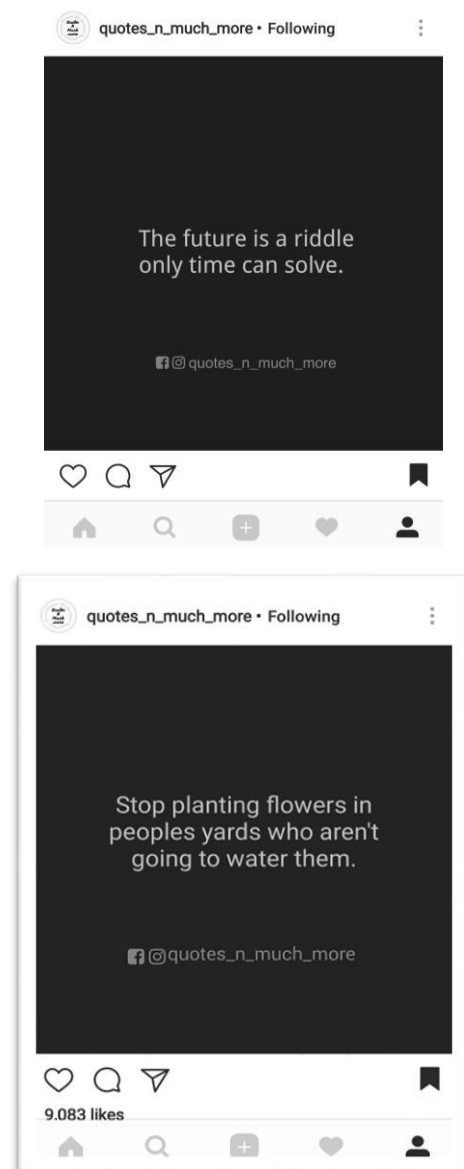 quotes_n_much_more • Following
The future is a riddle
only time can solve.
quotes_n_much_more
quotes_n_much_more • Following
Stop planting flowers in
peoples yards who aren't
going to water them.
quotes_n_much_more
9.083 likes